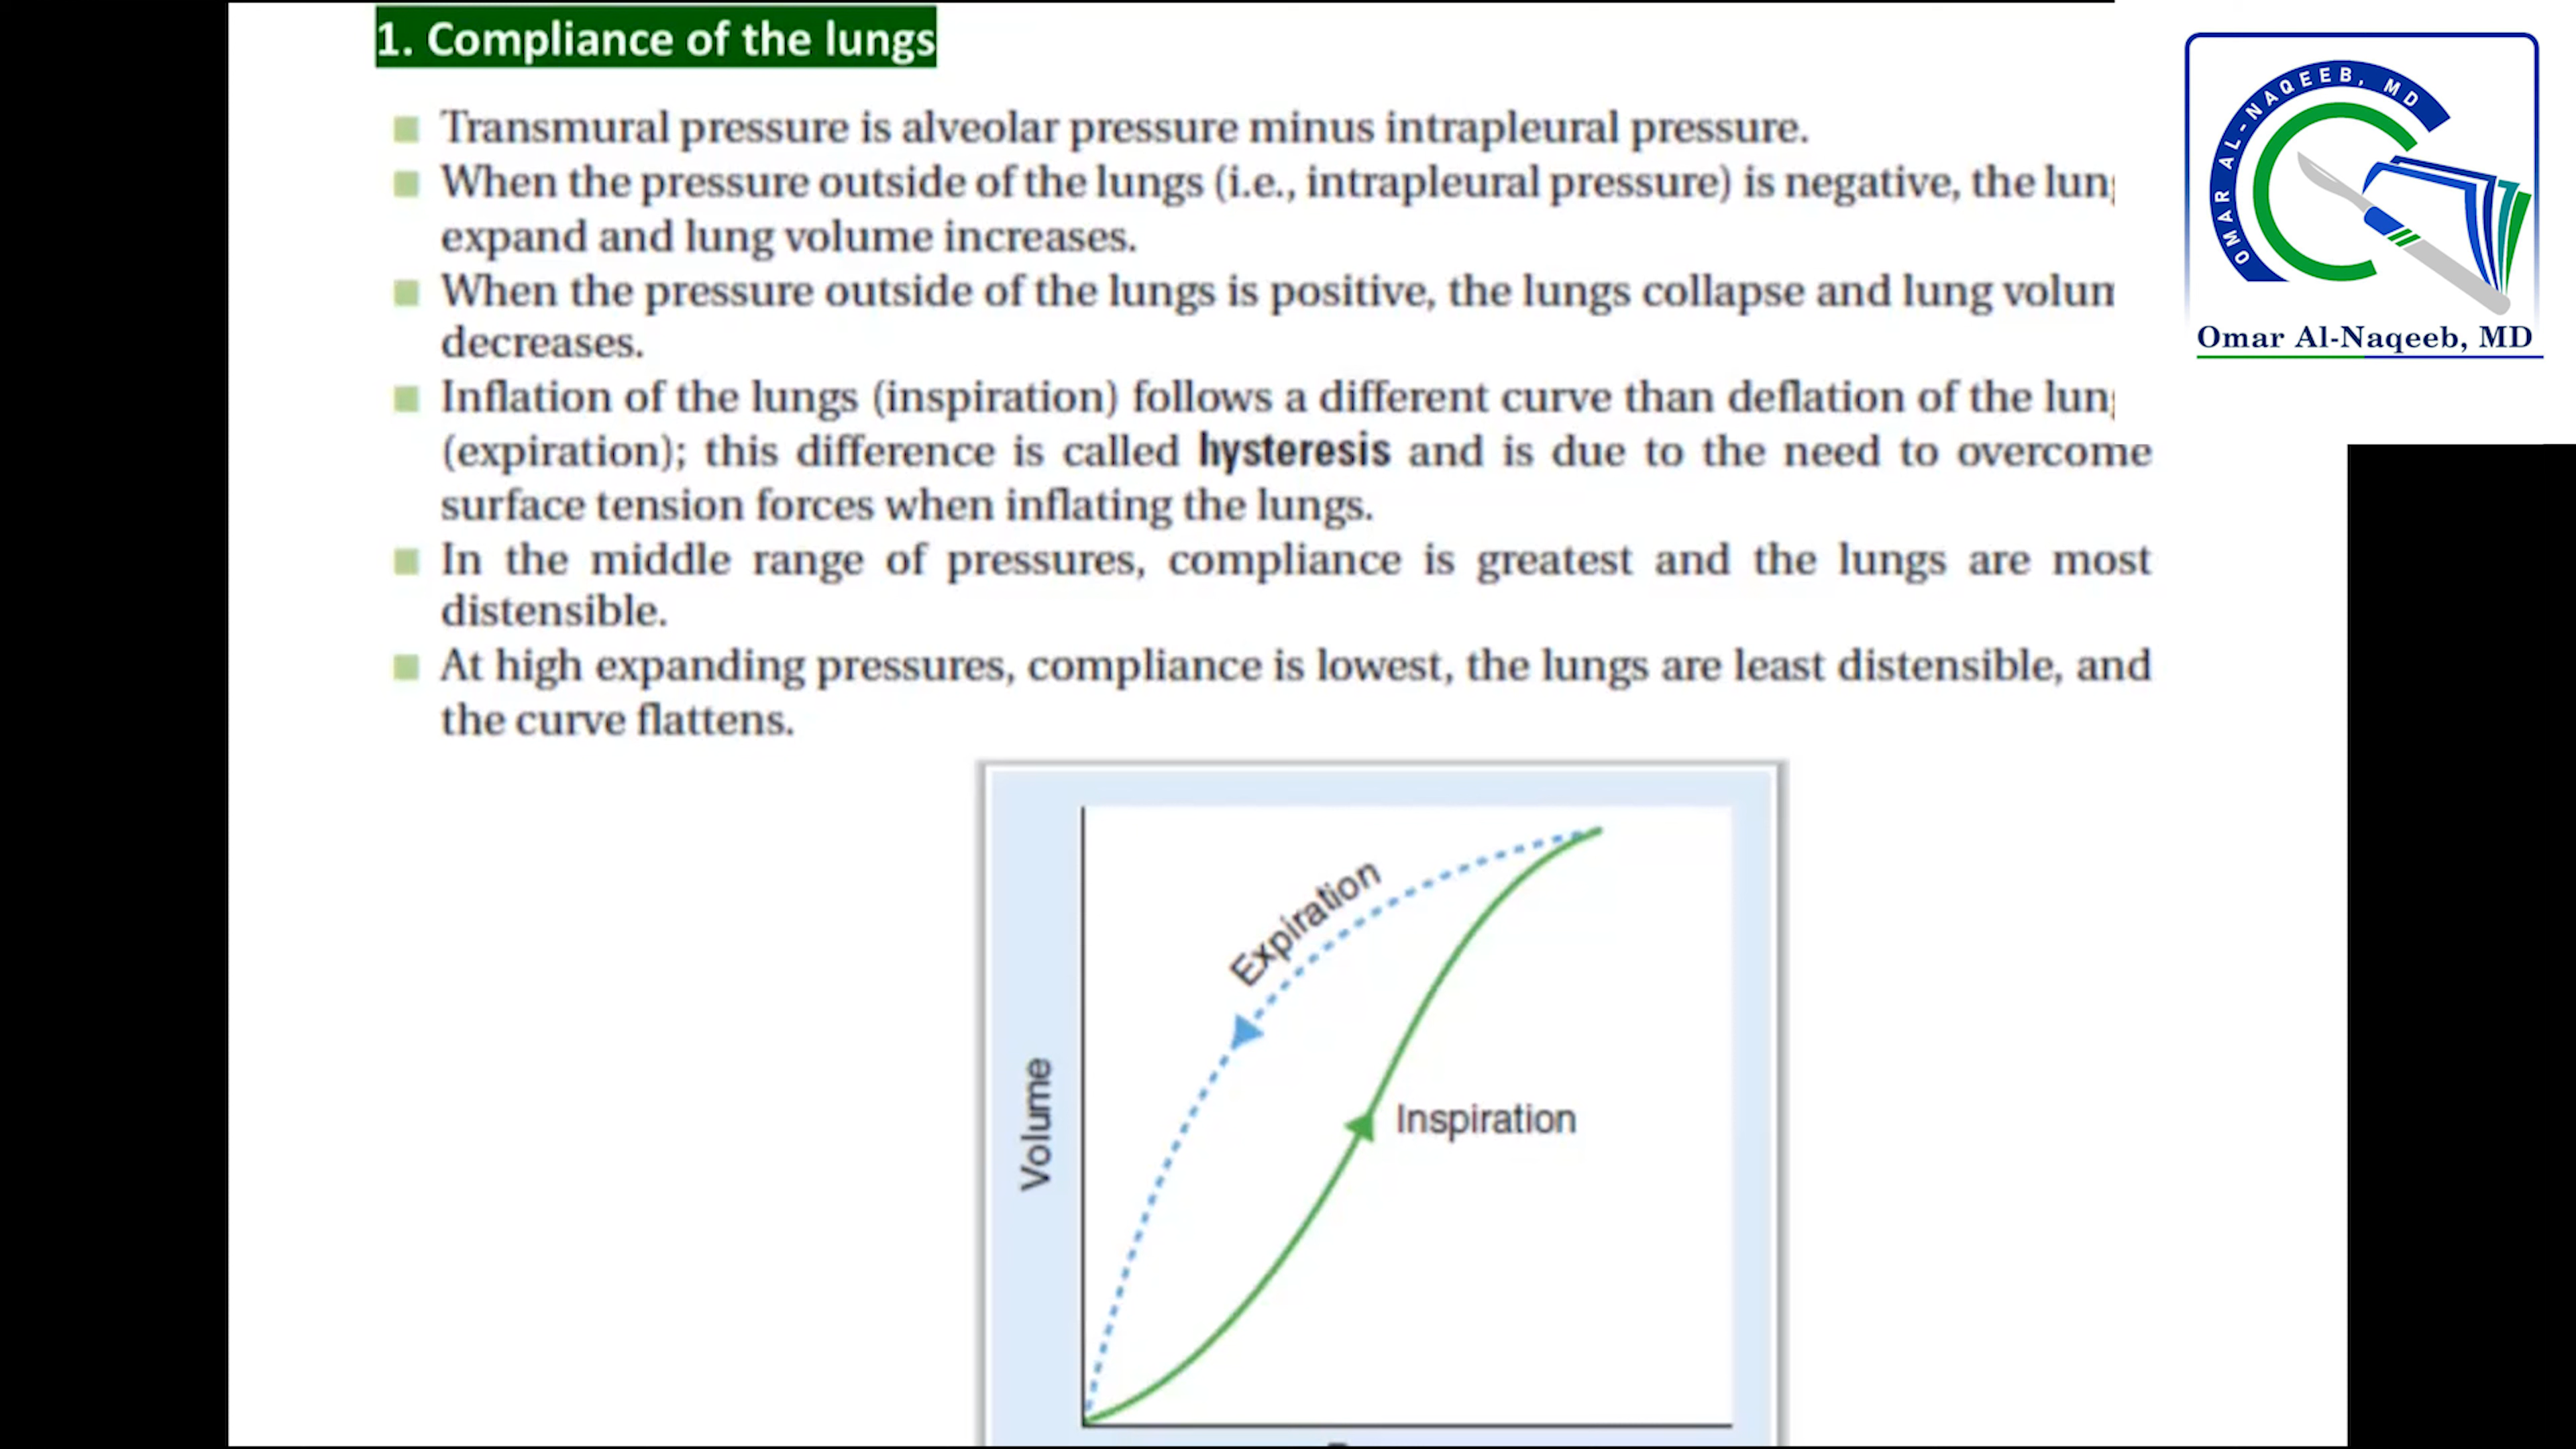 1. Compliance of the lungs
Transmural pressure is alveolar pressure minus intrapleural pressure.
When the pressure outside of the lungs (i.e., intrapleural pressure) is negative, the
expand and lung volume increases.
When the pressure outside of the lungs is positive, the lungs collapse and lung
decreases.
Inflation of the lungs (inspiration) follows a different curve than deflation of the
(expiration); this difference is called hysteresis and is due to the need to overcome
surface tension forces when inflating the lungs.
In the middle range of pressures, compliance is greatest and the lungs are most
distensible.
At high expanding pressures, compliance is lowest, the lungs are least distensible, and
the curve flattens.
Expiration
Inspiration
Volume
OMAR AL-NAQEEB, MD
Omar Al-Naqeeb, MD